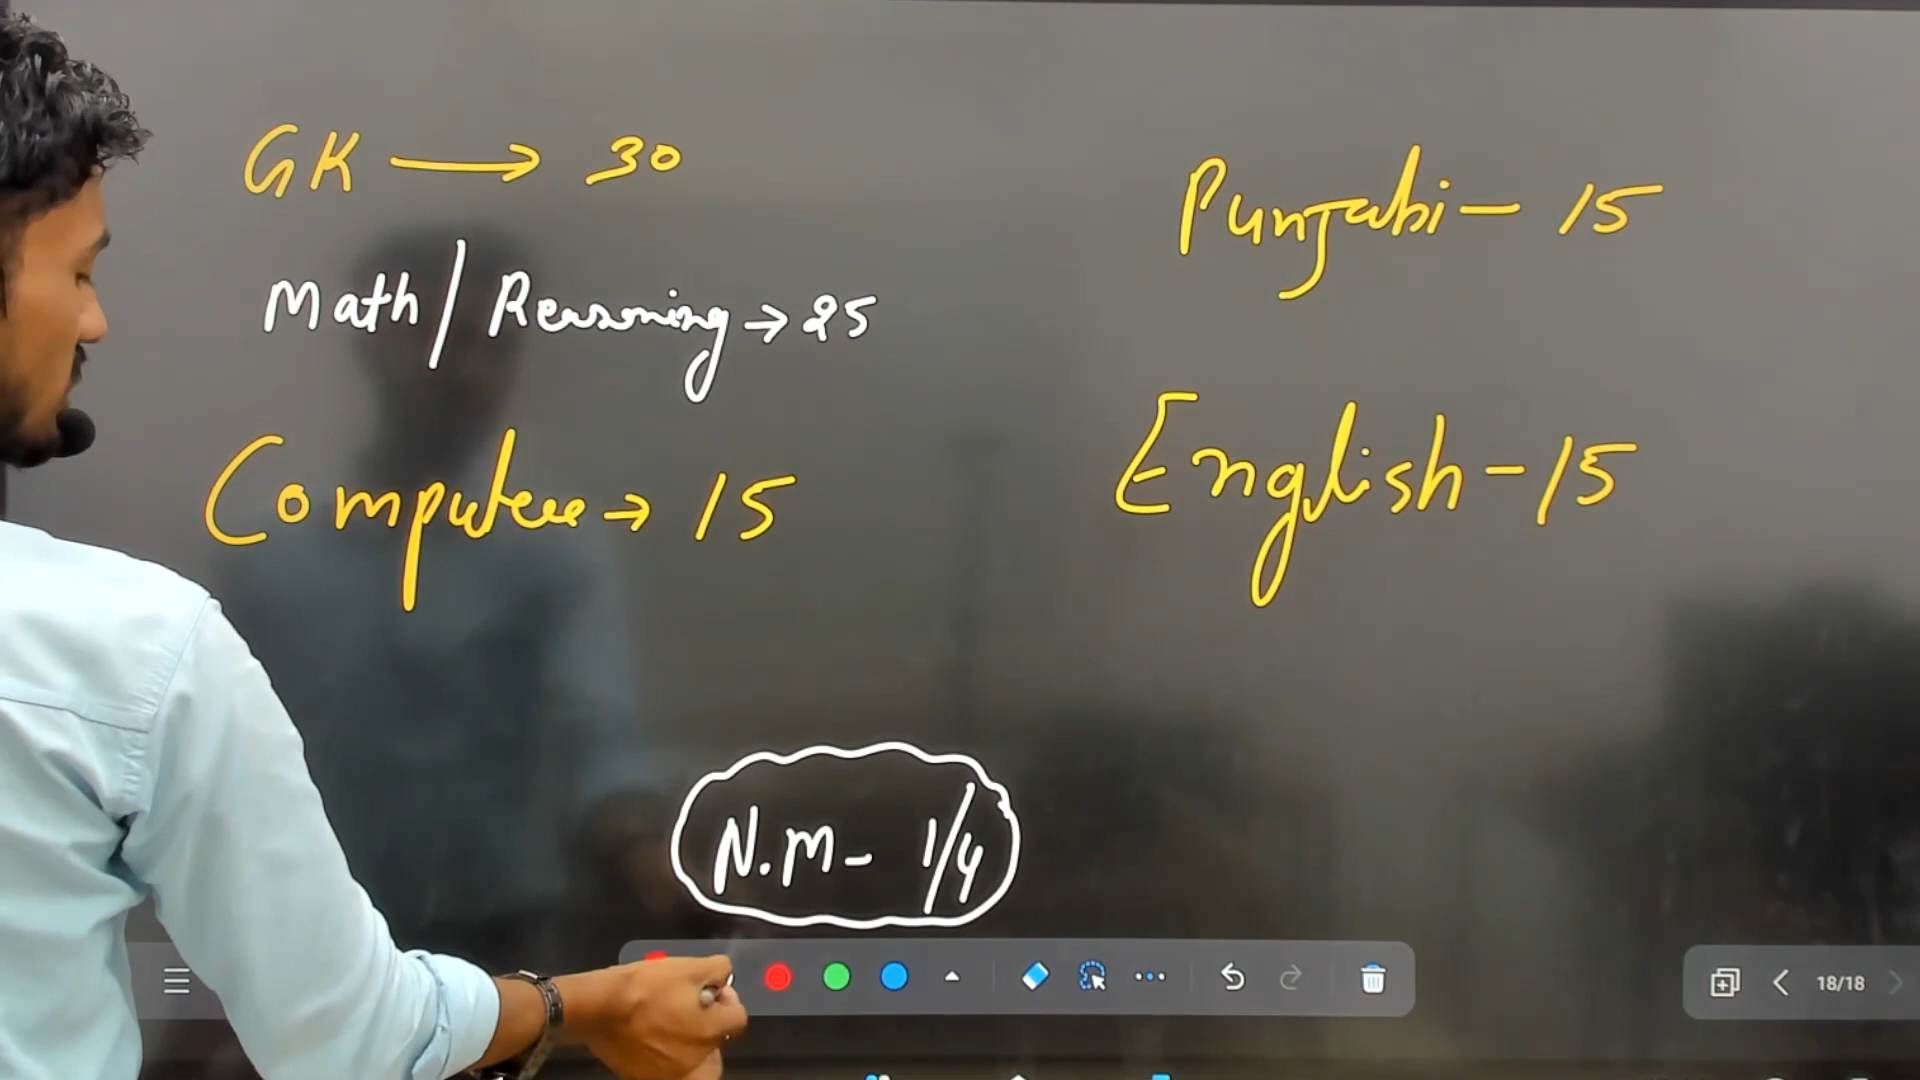 GK → 30
Math / Reasoning → 25
Computer → 15
Punjabi - 15
English - 15
N.M - 1/4
18/18